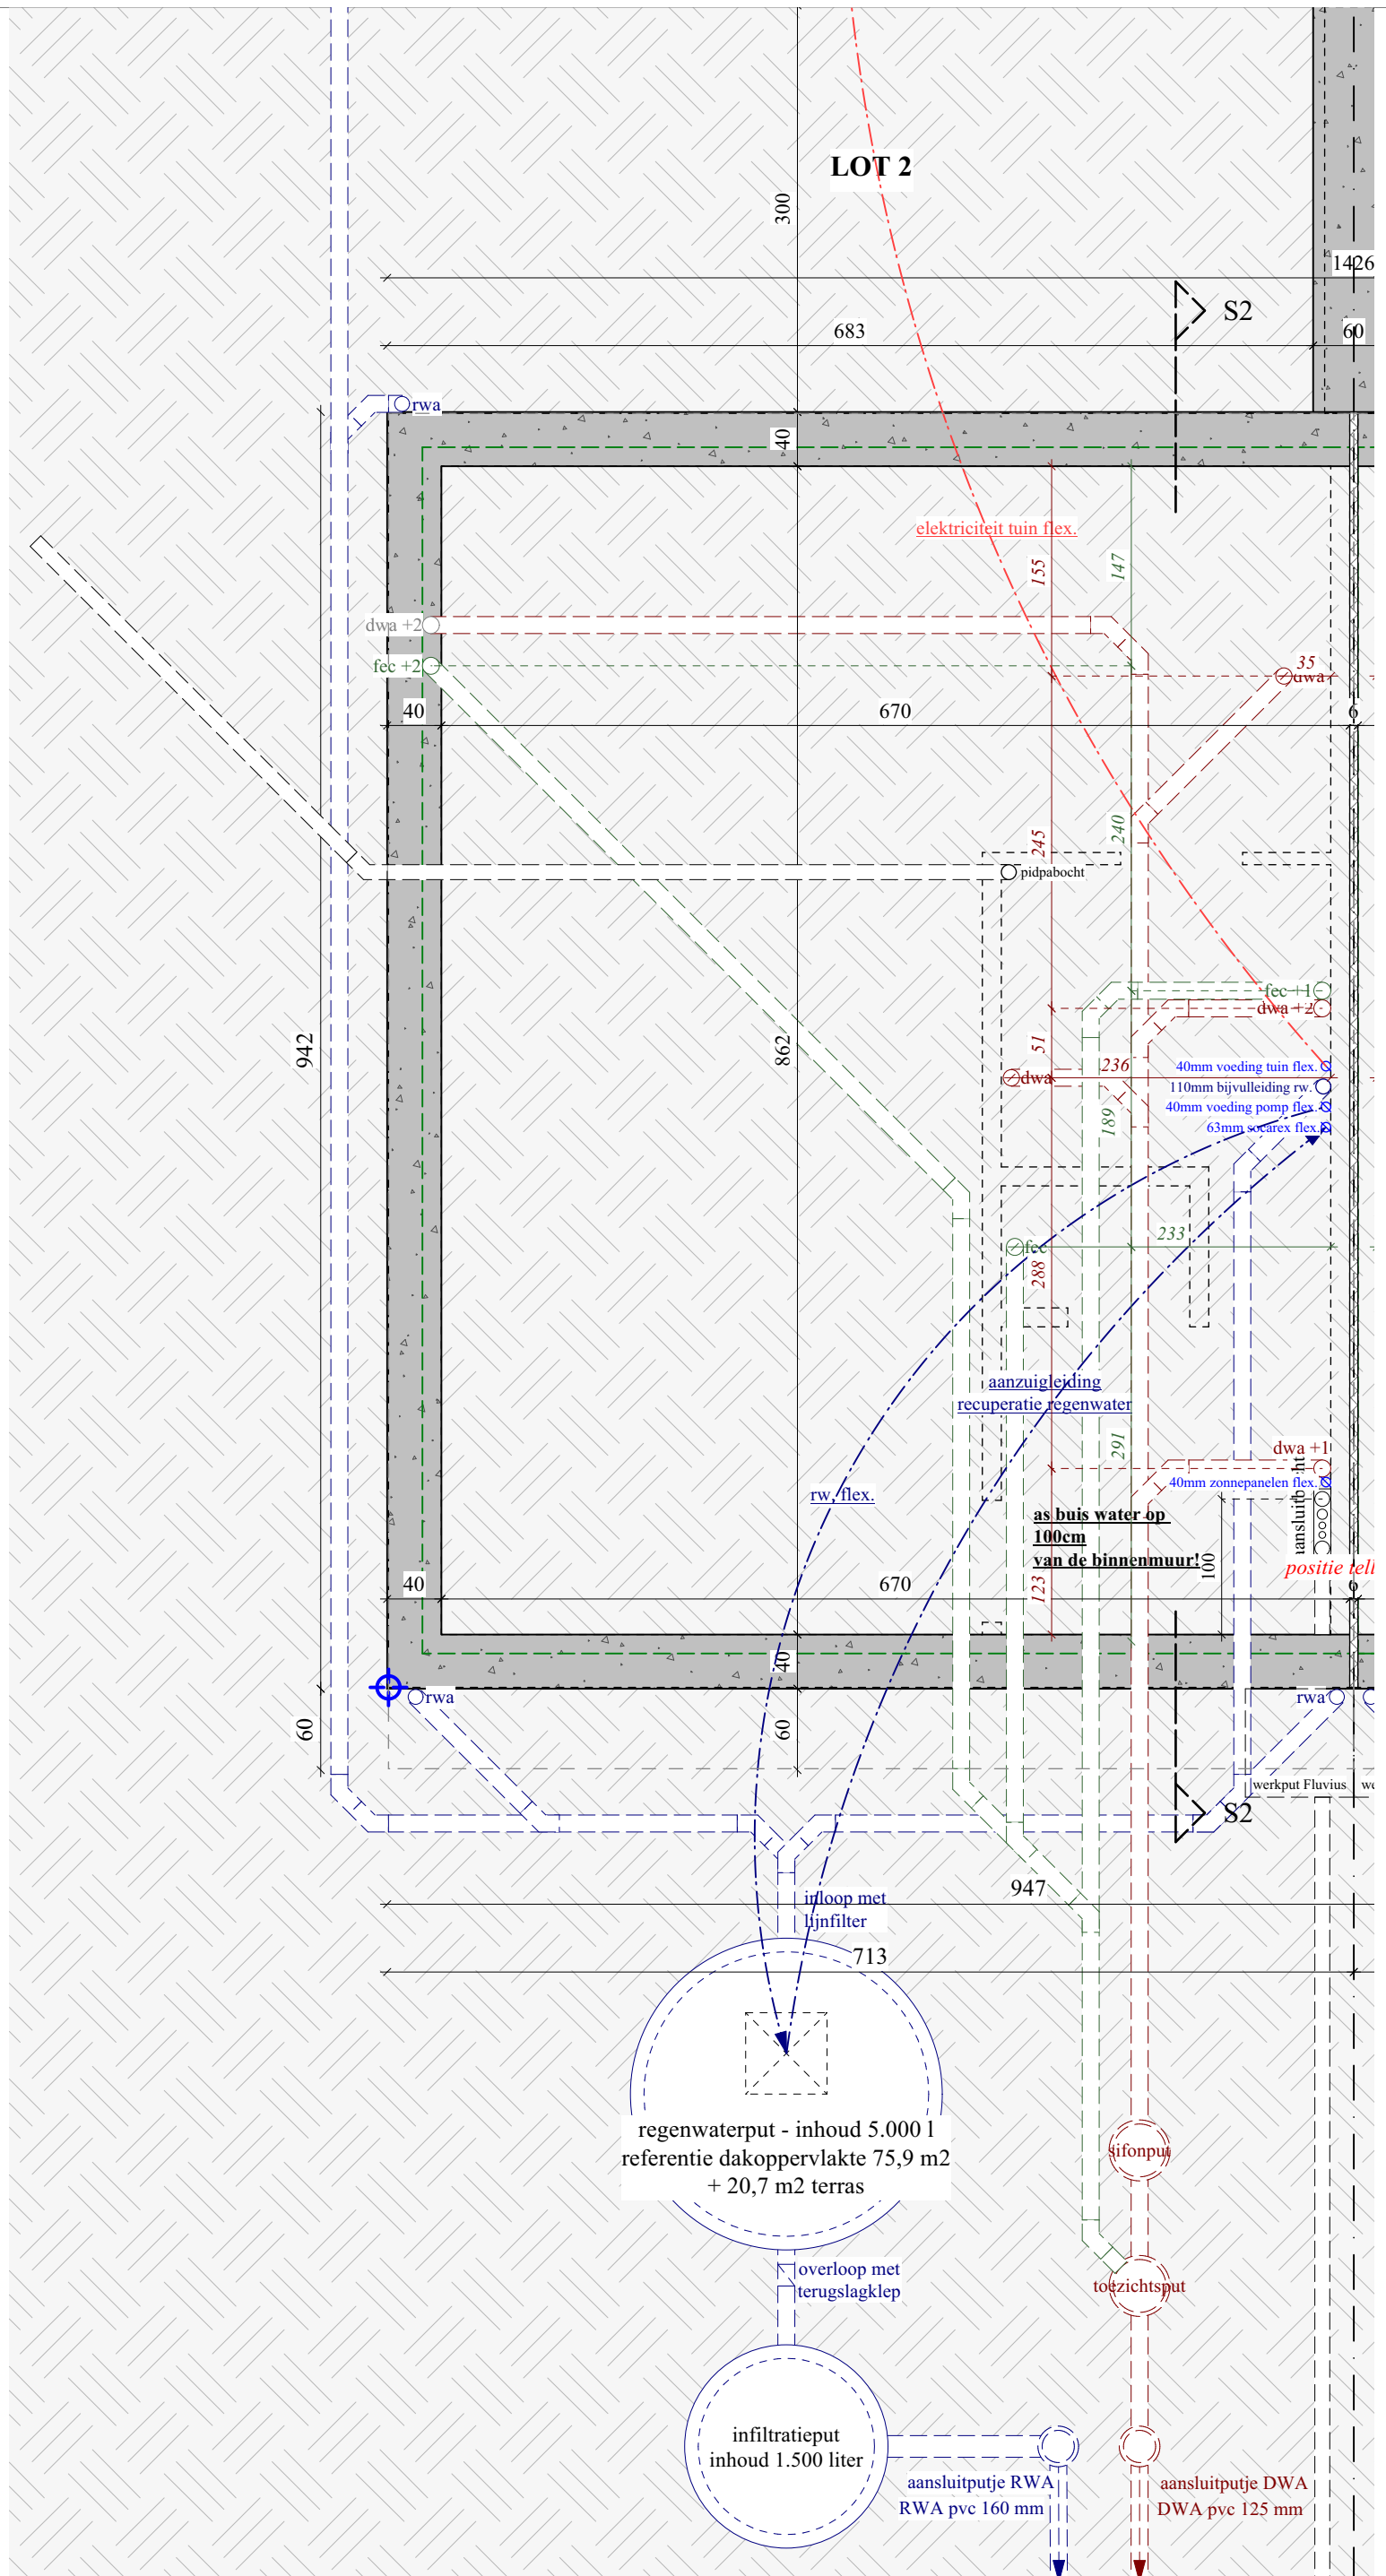 LOT 2
300
1426
S2
683
60
rwa
40
elektriciteit tuin flex.
155
147
dwa +2
fec +2
35
dwa
40
670
6
240
245
pidpabocht
fec +1
dwa +2
942
862
51
236
40mm voeding tuin flex.
dwa
110mm bijvulleiding rw.
40mm voeding pomp flex.
189
63mm socarex flex.
233
fec
288
aanzuigleiding
recuperatie regenwater
291
dwa +1
40mm zonnepanelen flex.
rw, flex.
as buis water op
100cm
van de binnenmuur!
100
positie tell
40
670
123
6
40
rwa
rwa
60
60
werkput Fluvius
we
S2
947
inloop met
lijnfilter
713
regenwaterput - inhoud 5.000 l
referentie dakoppervlakte 75,9 m2
+ 20,7 m2 terras
sifonput
overloop met
terugslagklep
toezichtsput
infiltratieput
inhoud 1.500 liter
aansluitputje RWA
RWA pvc 160 mm
aansluitputje DWA
DWA pvc 125 mm